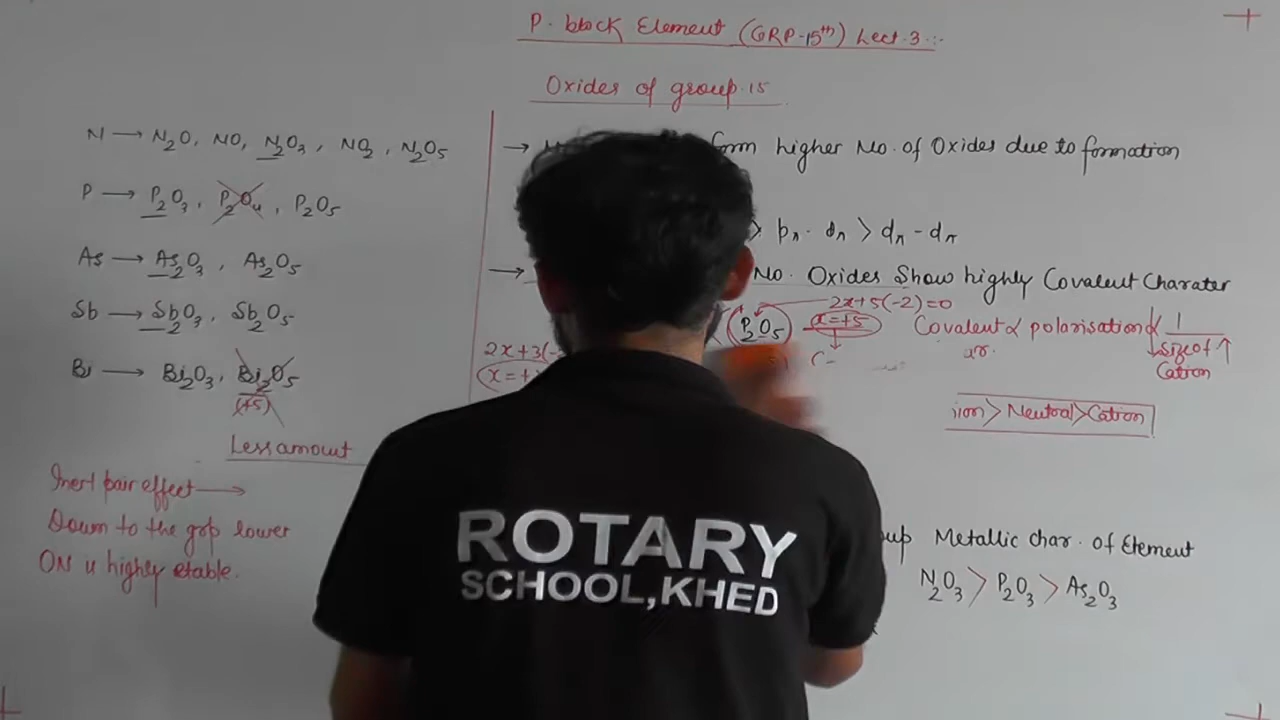 P-block Element (GRP-15th) Lect.3:-
Oxides of group.15
N → N2O, NO, N2O3, NO2, N2O5
P → P2O3, P2O4, P2O5
As → As2O3, As2O5
Sb → Sb2O3, Sb2O5
Bi → Bi2O3, Bi2O5
(+5)
Less amout
Inert pair effect →
Down to the grp lower
ON u highly stable.
→ form higher No. of Oxides due to formation
> pπ-dπ > dπ-dπ
→ No. Oxides Show highly Covalent Charater
2x+5(-2)=0
P2O5 x=+5 Covalent ∝ polarisation ∝ 1
Size of ↑
Cation
2x+3(-
x=+
ion > Neutral > Cation
up Metallic char. of Element
N2O3 > P2O3 > As2O3
ROTARY
SCHOOL,KHED